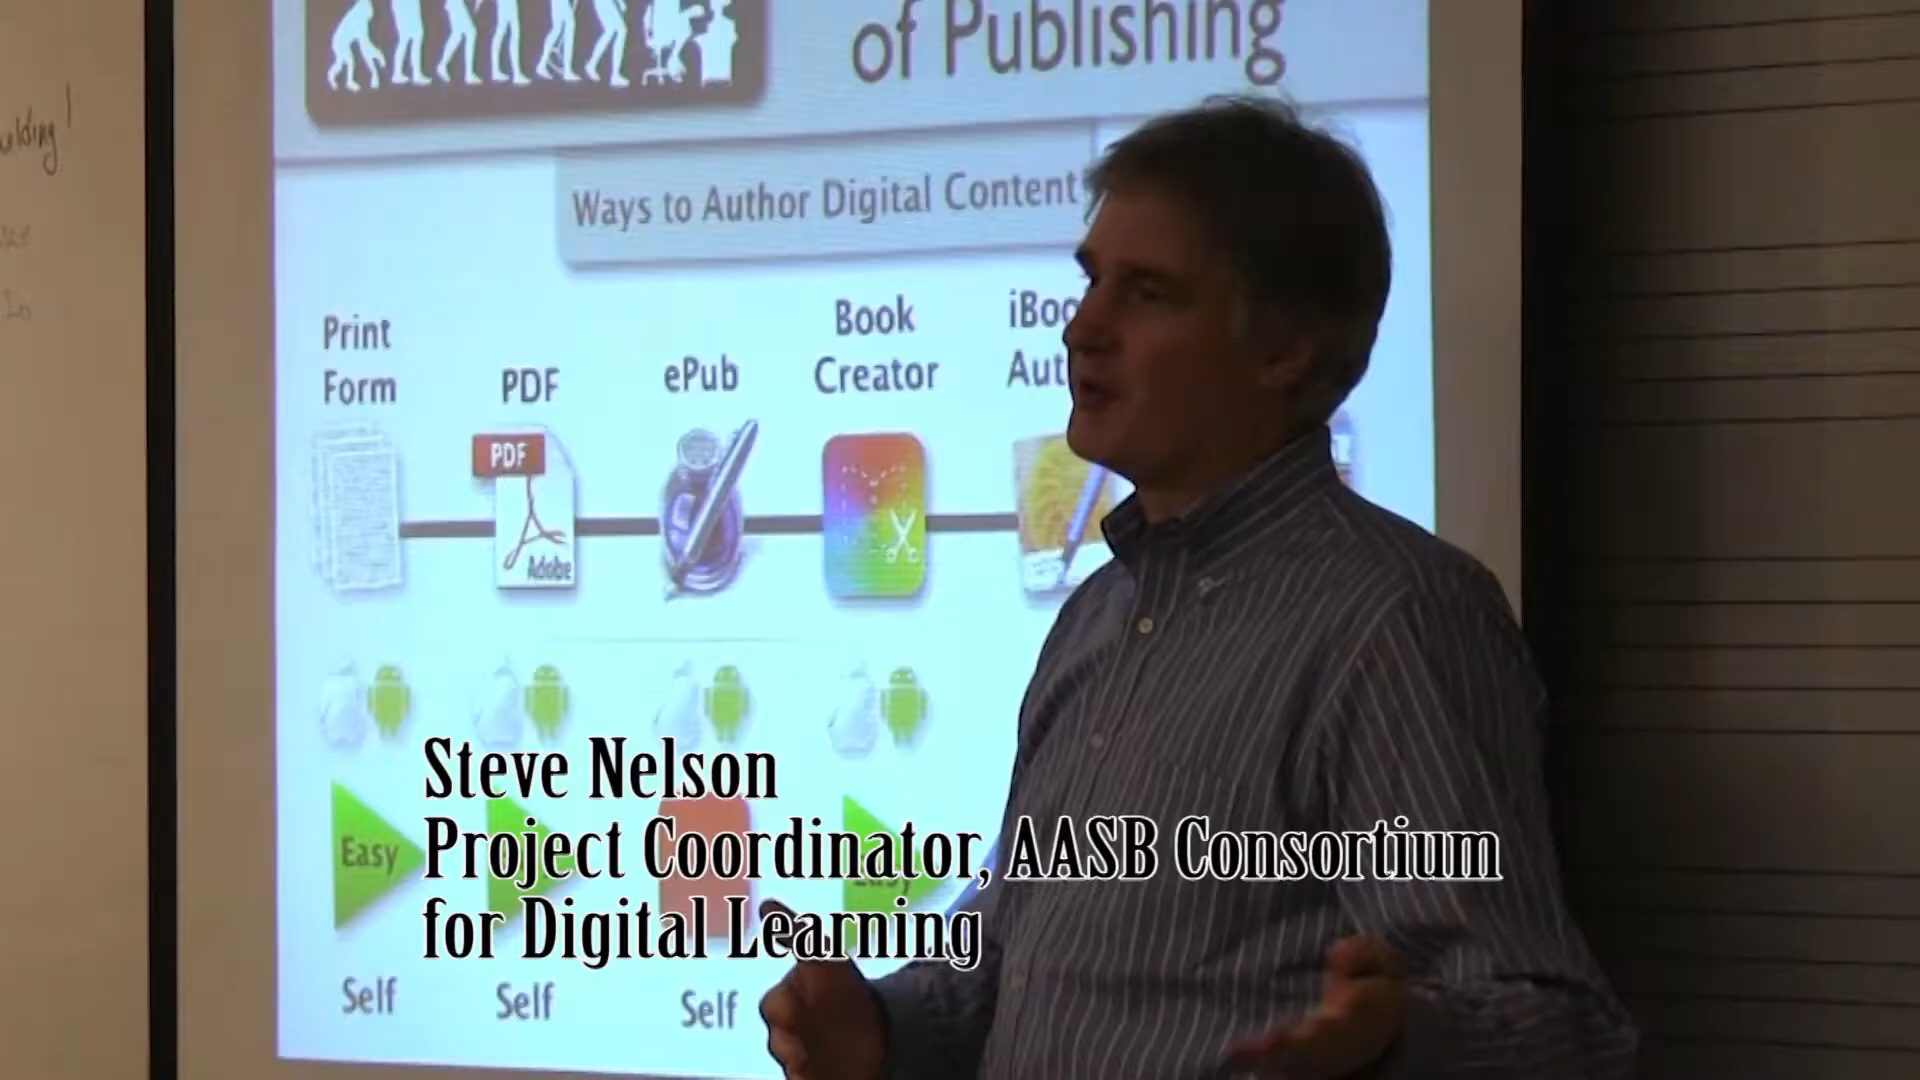 of Publishing
Ways to Author Digital Content
Print
Form
PDF
ePub
Book
Creator
PDF
Adobe
Easy
Steve Nelson
Project Coordinator, AASB Consortium
for Digital Learning
Self
Self
Self